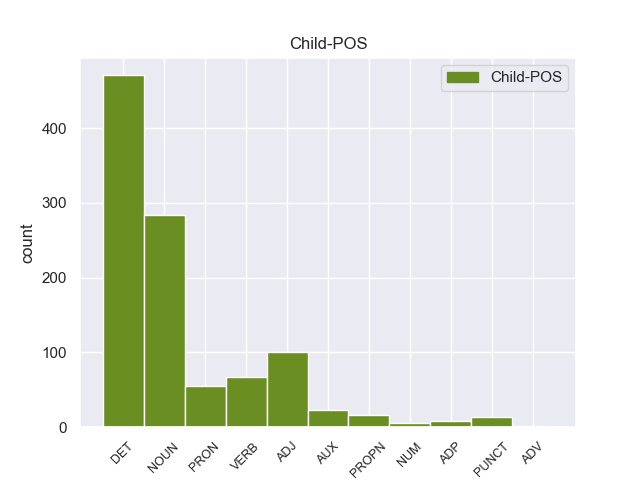 Child-POS
Child-POS
count
400
300
200
100
0
DET NOUN PRON VERB ADJ AUX PROPN NUM ADP PUNCT ADV